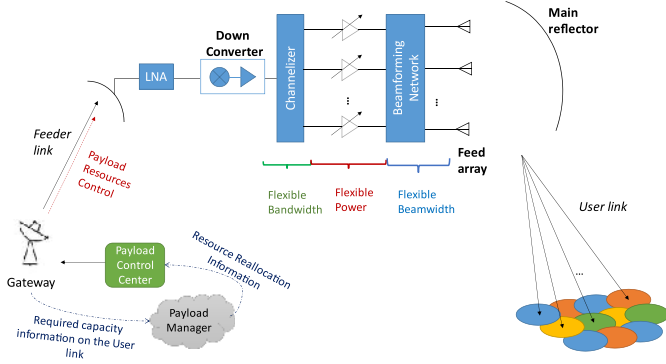 Main
reflector
Down
Converter
LNA
Channelizer
...
Beamforming
Network
...
Feed
array
Feeder
link
Payload
Resources
Control
Flexible
Bandwidth
Flexible
Power
Flexible
Beamwidth
User link
...
Gateway
Payload
Control
Center
Resource Reallocation
Information
Payload
Manager
Required capacity
information on the User
link